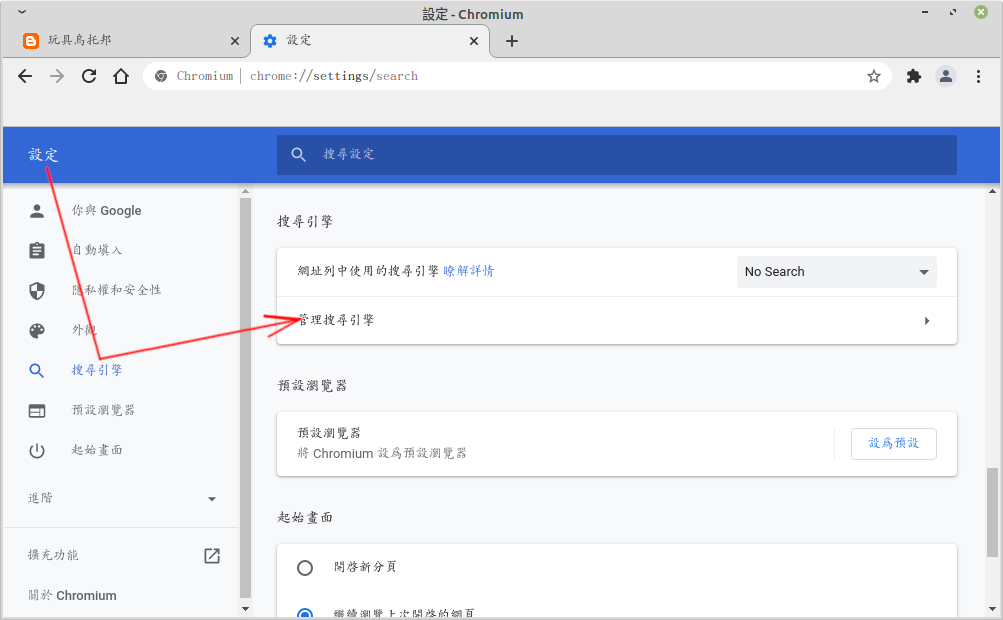 設定 - Chromium
玩具烏托邦
設定
Chromium | chrome://settings/search
設定
搜尋設定
你與 Google
自動填入
隱私權和安全性
外觀
搜尋引擎
預設瀏覽器
起始畫面
進階
擴充功能
關於 Chromium
搜尋引擎
網址列中使用的搜尋引擎 瞭解詳情
No Search
管理搜尋引擎
預設瀏覽器
預設瀏覽器
將 Chromium 設為預設瀏覽器
設為預設
起始畫面
開啓新分頁
繼續瀏覽上次開啓的網頁